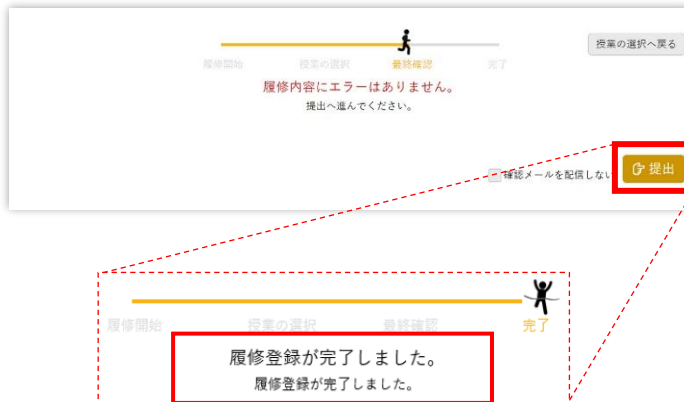 授業の選択へ戻る
履修開始 授業の選択 最終確認 完了
履修内容にエラーはありません。
提出へ進んでください。
確認メールを配信しない 提出
履修開始 授業の選択 最終確認 完了
履修登録が完了しました。
履修登録が完了しました。